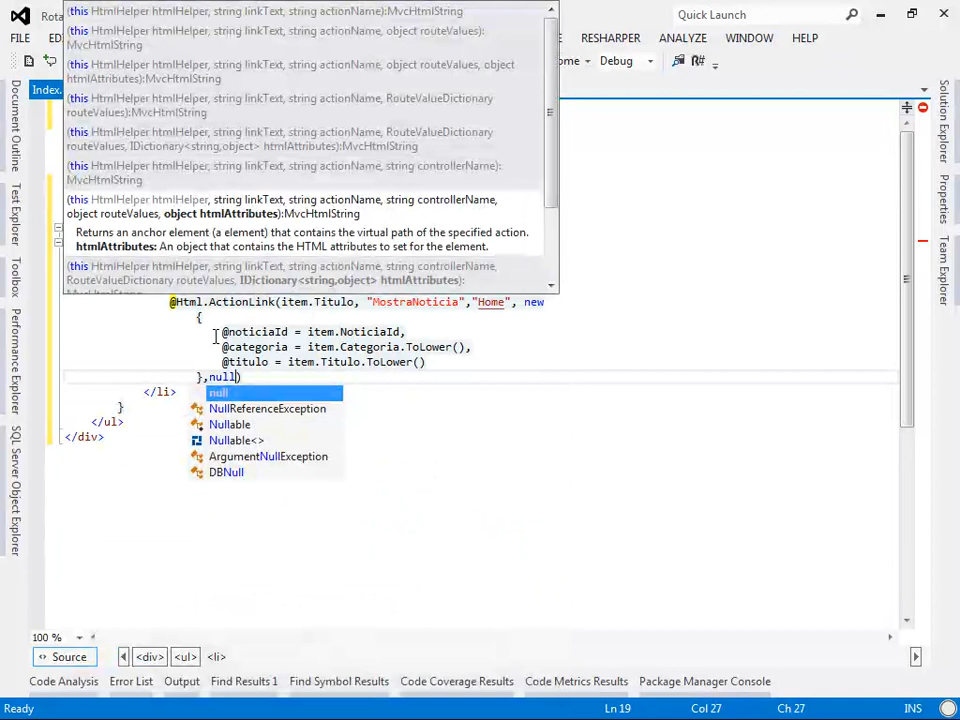 Rota
Quick Launch
FILE
ED
RESHARPER
ANALYZE
WINDOW
HELP
ome
Debug
R#
Index.
(this HtmlHelper htmlHelper, string linkText, string actionName):MvcHtmlString
(this HtmlHelper htmlHelper, string linkText, string actionName, object routeValues):
MvcHtmlString
(this HtmlHelper htmlHelper, string linkText, string actionName, object routeValues, object
htmlAttributes):MvcHtmlString
(this HtmlHelper htmlHelper, string linkText, string actionName, RouteValueDictionary
routeValues):MvcHtmlString
(this HtmlHelper htmlHelper, string linkText, string actionName, RouteValueDictionary
routeValues, IDictionary<string,object> htmlAttributes):MvcHtmlString
(this HtmlHelper htmlHelper, string linkText, string actionName, string controllerName):
MvcHtmlString
(this HtmlHelper htmlHelper, string linkText, string actionName, string controllerName,
object routeValues, object htmlAttributes):MvcHtmlString
Returns an anchor element (a element) that contains the virtual path of the specified action.
htmlAttributes: An object that contains the HTML attributes to set for the element.
(this HtmlHelper htmlHelper, string linkText, string actionName, string controllerName,
RouteValueDictionary routeValues, IDictionary<string,object> htmlAttributes):
MvcHtmlString
@Html.ActionLink(item.Titulo, "MostraNoticia","Home", new
{
@noticiaId = item.NoticiaId,
@categoria = item.Categoria.ToLower(),
@titulo = item.Titulo.ToLower()
},null)
</li>
}
</ul>
</div>
null
NullReferenceException
Nullable
Nullable<>
ArgumentNullException
DBNull
Document Outline
Test Explorer
Toolbox
Performance Explorer
SQL Server Object Explorer
Solution Explorer
Properties
Team Explorer
100 %
Source
<div>
<ul>
<li>
Code Analysis
Error List
Output
Find Results 1
Find Symbol Results
Code Coverage Results
Code Metrics Results
Package Manager Console
Ready
Ln 19
Col 27
Ch 27
INS